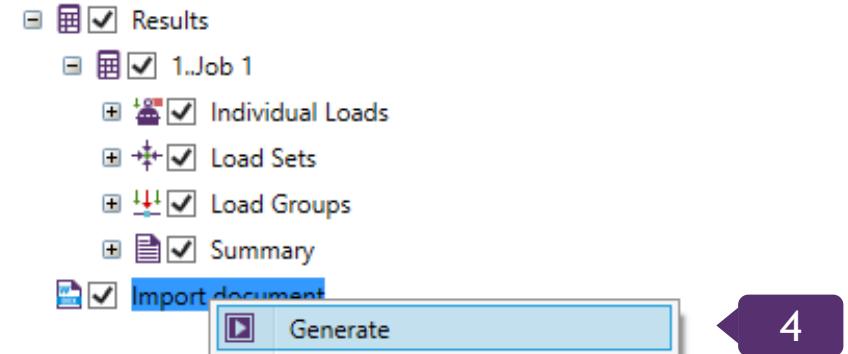 Results
1..Job 1
Individual Loads
Load Sets
Load Groups
Summary
Import document
Generate
4